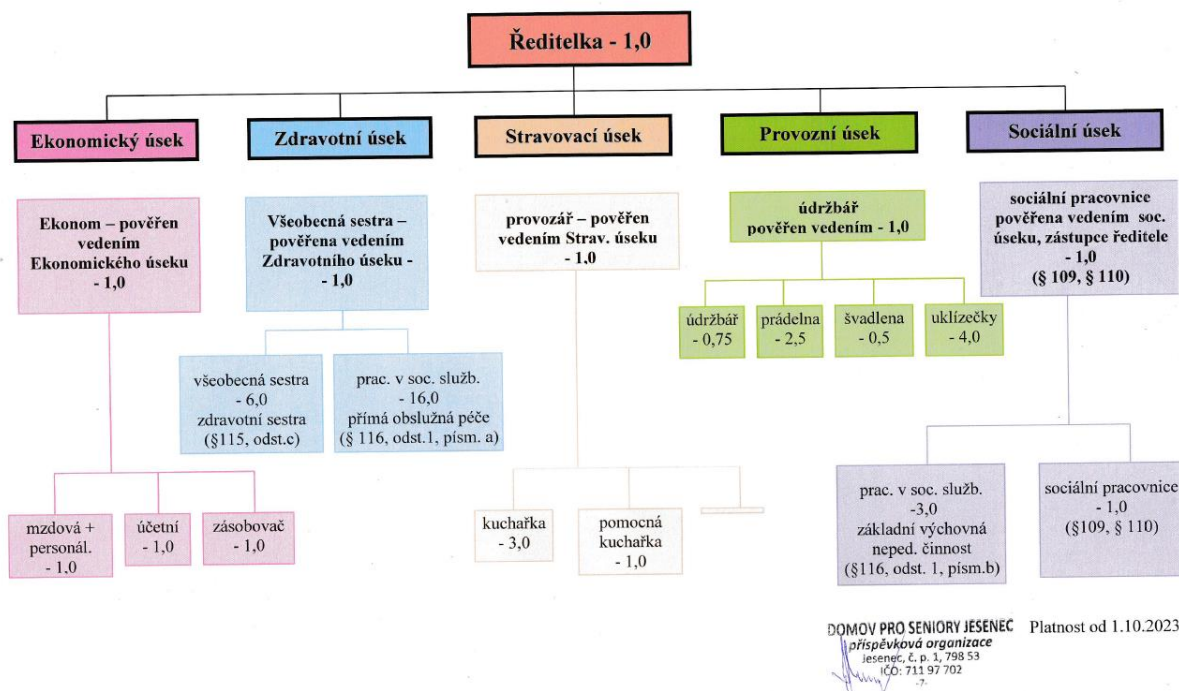 Ředitelka - 1,0
Ekonomický úsek
Zdravotní úsek
Stravovací úsek
Provozní úsek
Sociální úsek
Ekonom – pověřen
vedením
Ekonomického úseku
- 1,0
Všeobecná sestra –
pověřena vedením
Zdravotního úseku -
- 1,0
provozář – pověřen
vedením Strav. úseku
- 1,0
údržbář
pověřen vedením - 1,0
sociální pracovnice
pověřena vedením soc.
úseku, zástupce ředitele
- 1,0
(§ 109, § 110)
údržbář
- 0,75
prádelna
- 2,5
švadlena
- 0,5
uklízečky
- 4,0
všeobecná sestra
- 6,0
zdravotní sestra
(§115, odst.c)
prac. v soc. služb.
- 16,0
přímá obslužná péče
(§ 116, odst.1, písm. a)
mzdová +
personál.
- 1,0
účetní
- 1,0
zásobovač
- 1,0
kuchařka
- 3,0
pomocná
kuchařka
- 1,0
prac. v soc. služb.
-3,0
základní výchovná
neped. činnost
(§116, odst. 1, písm.b)
sociální pracovnice
- 1,0
(§109, § 110)
DOMOV PRO SENIORY JESENEC
příspěvková organizace
Jesenec, č. p. 1, 798 53
IČO: 711 97 702
-7-
Platnost od 1.10.2023